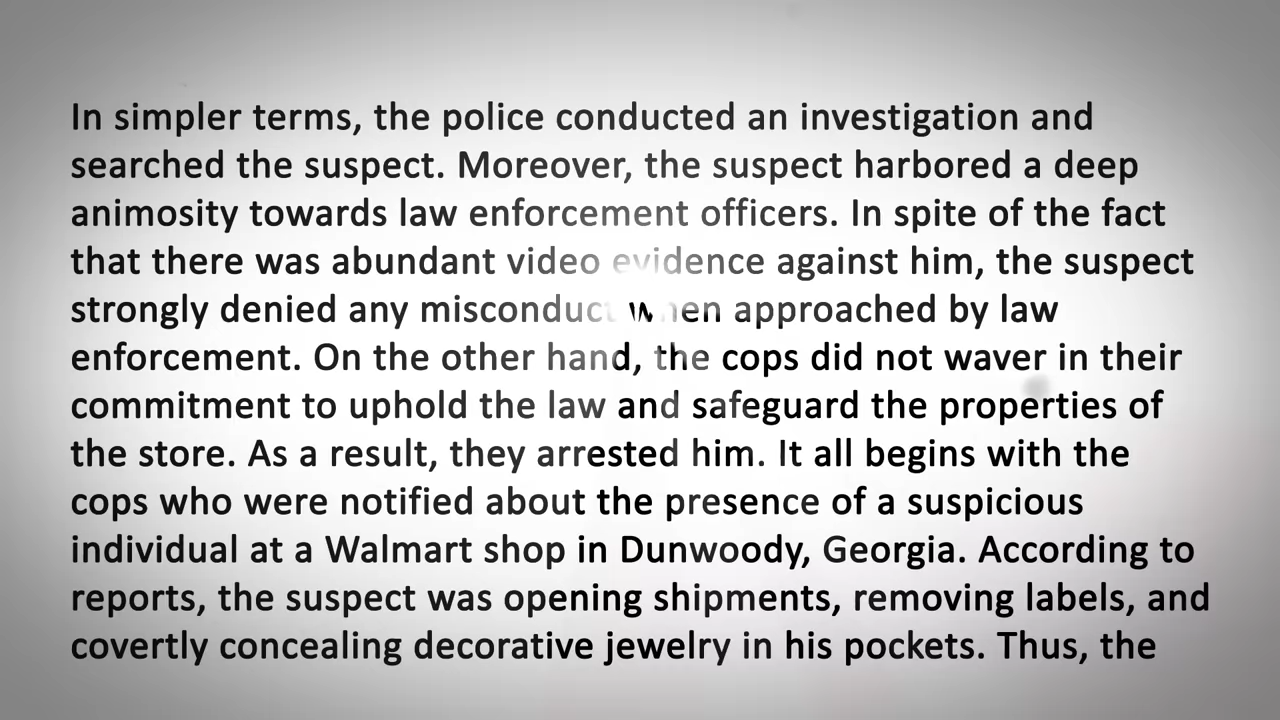 In simpler terms, the police conducted an investigation and
searched the suspect. Moreover, the suspect harbored a deep
animosity towards law enforcement officers. In spite of the fact
that there was abundant video evidence against him, the suspect
strongly denied any misconduct when approached by law
enforcement. On the other hand, the cops did not waver in their
commitment to uphold the law and safeguard the properties of
the store. As a result, they arrested him. It all begins with the
cops who were notified about the presence of a suspicious
individual at a Walmart shop in Dunwoody, Georgia. According to
reports, the suspect was opening shipments, removing labels, and
covertly concealing decorative jewelry in his pockets. Thus, the